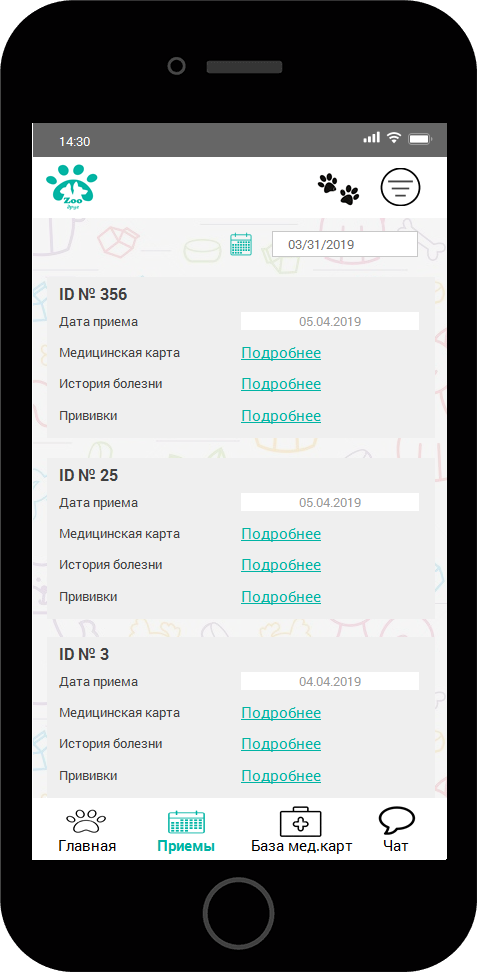 14:30
Zoo
друг
03/31/2019
ID № 356
Дата приема 05.04.2019
Медицинская карта Подробнее
История болезни Подробнее
Прививки Подробнее
ID № 25
Дата приема 05.04.2019
Медицинская карта Подробнее
История болезни Подробнее
Прививки Подробнее
ID № 3
Дата приема 04.04.2019
Медицинская карта Подробнее
История болезни Подробнее
Прививки Подробнее
Главная Приемы База мед.карт Чат